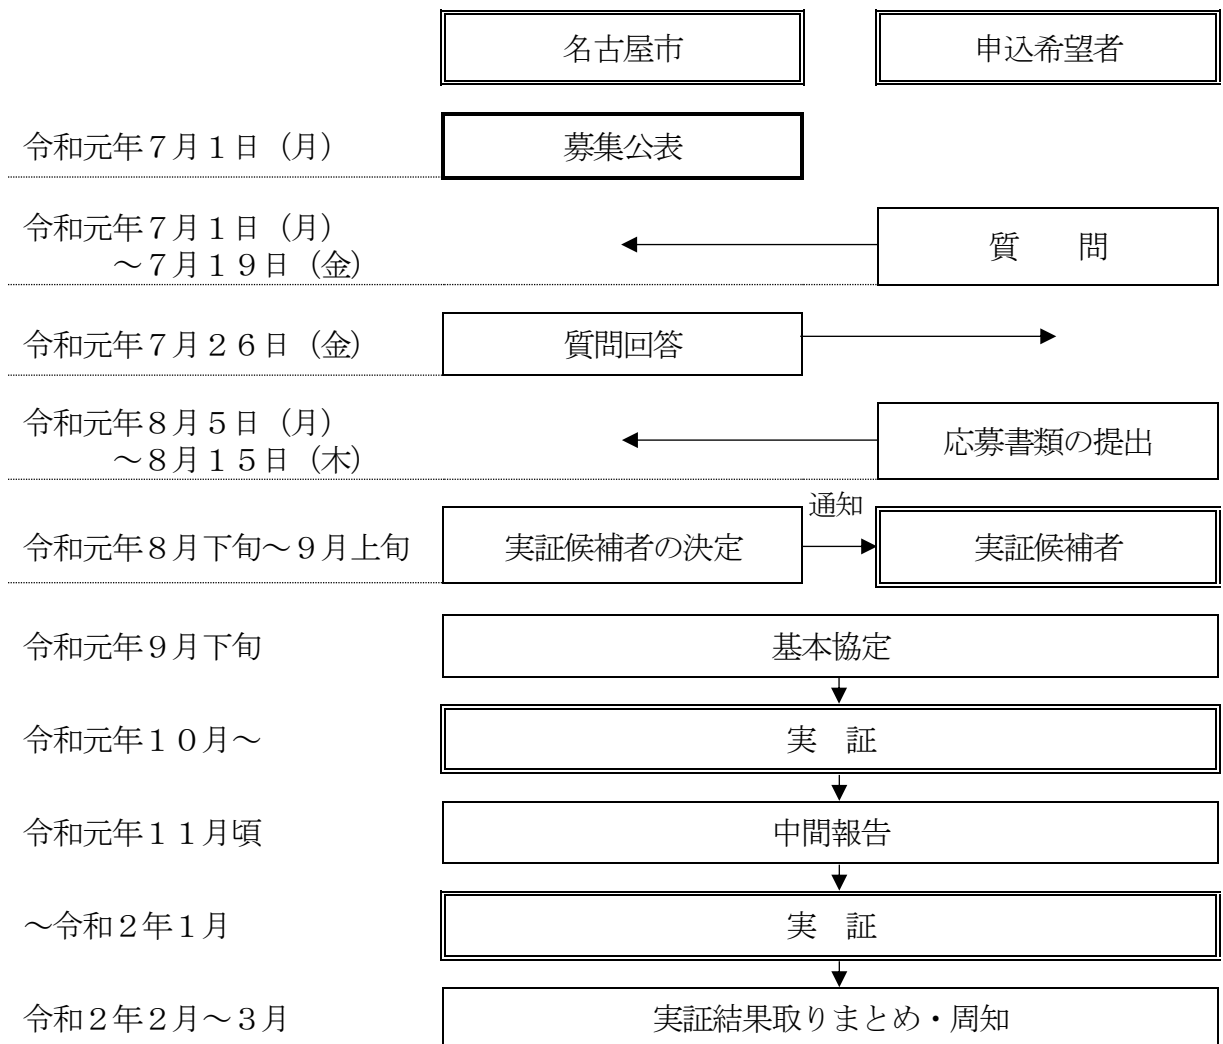 名古屋市
申込希望者
令和元年７月１日（月）
募集公表
令和元年７月１日（月）
～７月１９日（金）
質　　問
令和元年７月２６日（金）
質問回答
令和元年８月５日（月）
～８月１５日（木）
応募書類の提出
通知
令和元年８月下旬～９月上旬
実証候補者の決定
実証候補者
令和元年９月下旬
基本協定
令和元年１０月～
実　証
令和元年１１月頃
中間報告
～令和２年１月
実　証
令和２年２月～３月
実証結果取りまとめ・周知